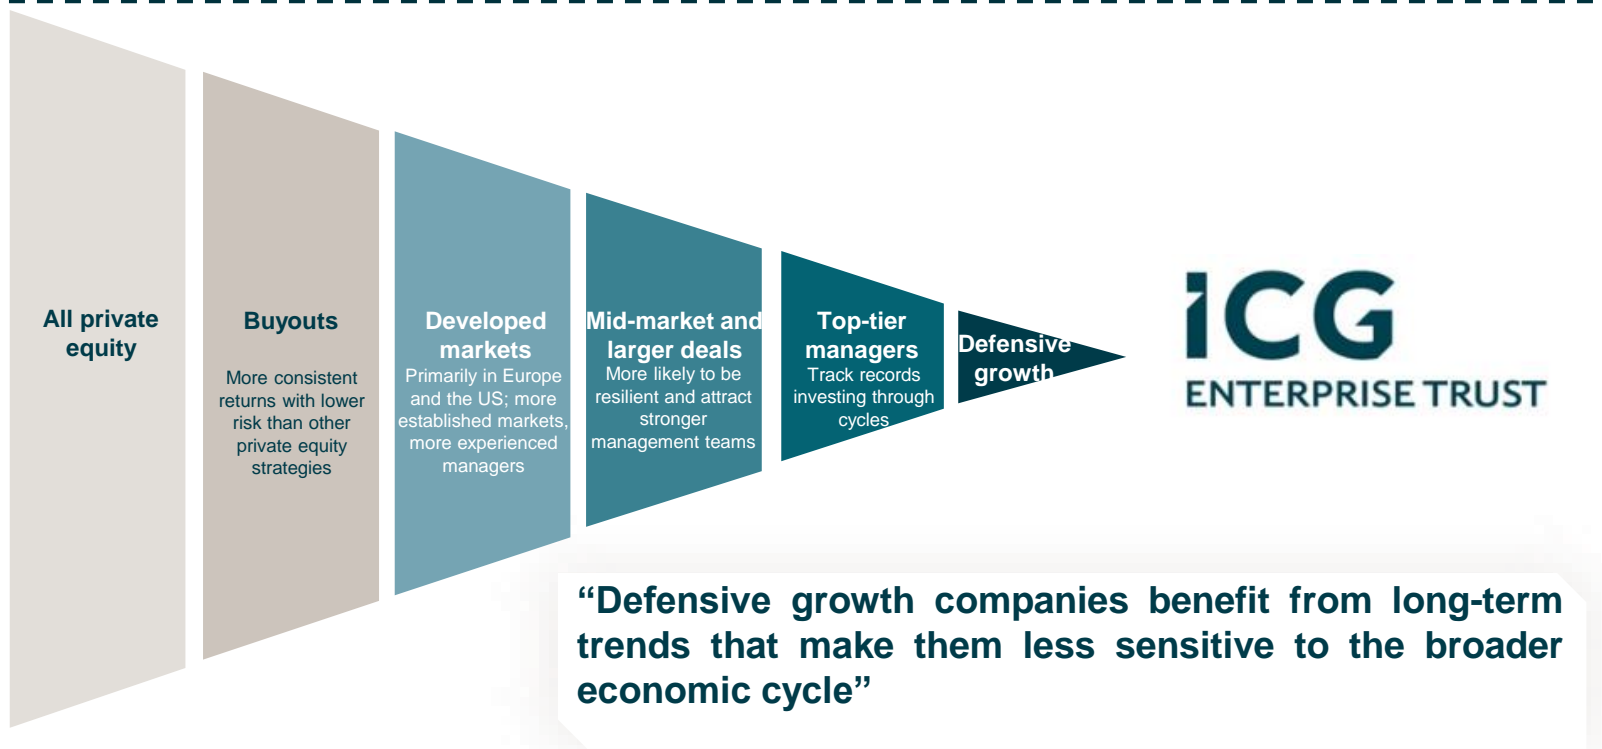 All private
equity
Buyouts
More consistent
returns with lower
risk than other
private equity
strategies
Developed
markets
Primarily in Europe
and the US; more
established markets,
more experienced
managers
Mid-market and
larger deals
More likely to be
resilient and attract
stronger
management teams
Top-tier
managers
Track records
investing through
cycles
Defensive
growth
ICG
ENTERPRISE TRUST
“Defensive growth companies benefit from long-term
trends that make them less sensitive to the broader
economic cycle”